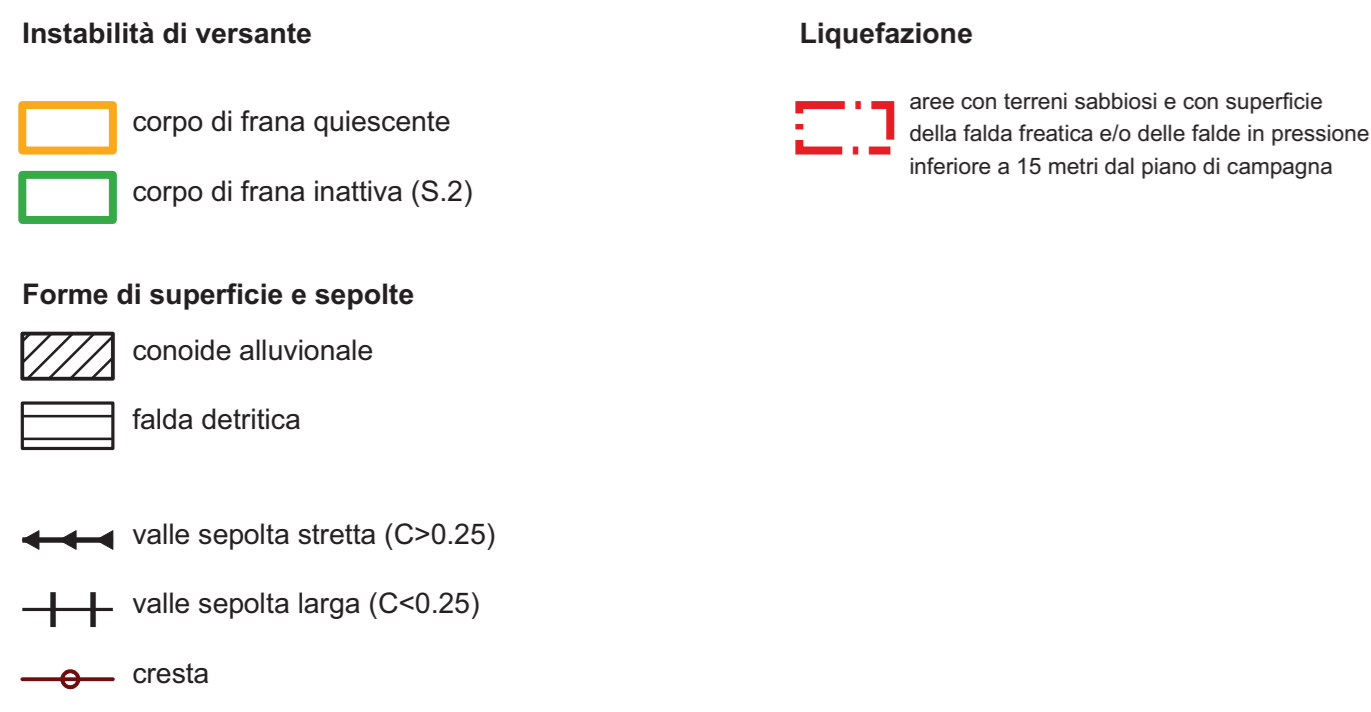 Instabilità di versante
corpo di frana quiescente
corpo di frana inattiva (S.2)
Forme di superficie e sepolte
conoide alluvionale
falda detritica
valle sepolta stretta (C>0.25)
valle sepolta larga (C<0.25)
cresta
Liquefazione
aree con terreni sabbiosi e con superficie
della falda freatica e/o delle falde in pressione
inferiore a 15 metri dal piano di campagna